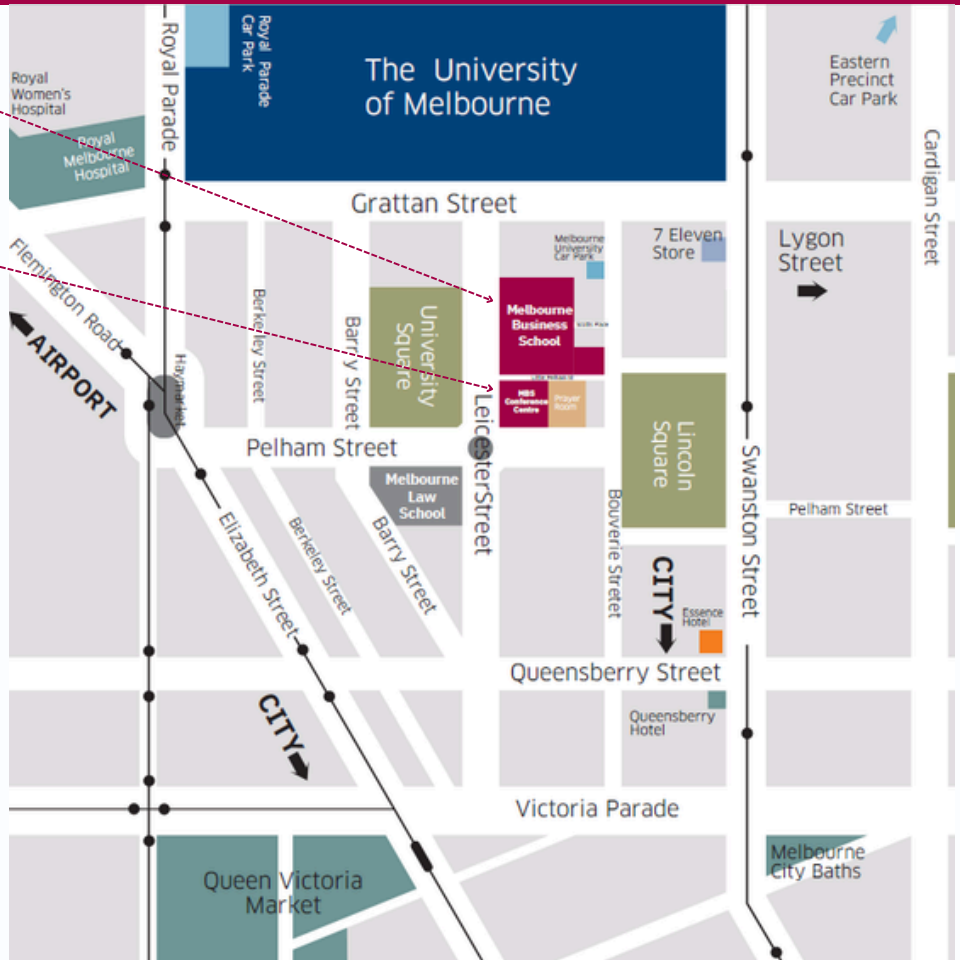 Royal Parade
Royal Parade
Car Park
The University
of Melbourne
Eastern
Precinct
Car Park
Royal
Women's
Hospital
Royal
Melbourne
Hospital
Cardigan Street
Grattan Street
Flemington Road
AIRPORT
Haymarket
Berkeley Street
Barry Street
University
Square
Melbourne
University
Car Park
7 Eleven
Store
Lygon
Street
Melbourne
Business
School
MBS
Conference
Centre
Prayer
Room
LeicesterStreet
Pelham Street
Lincoln
Square
Melbourne
Law
School
Swanston Street
Pelham Street
Elizabeth Street
Berkeley Street
Barry Street
Bouverie Stretet
CITY
Essence
Hotel
Queensberry Street
Queensberry
Hotel
CITY
Victoria Parade
Queen Victoria
Market
Melbourne
City Baths